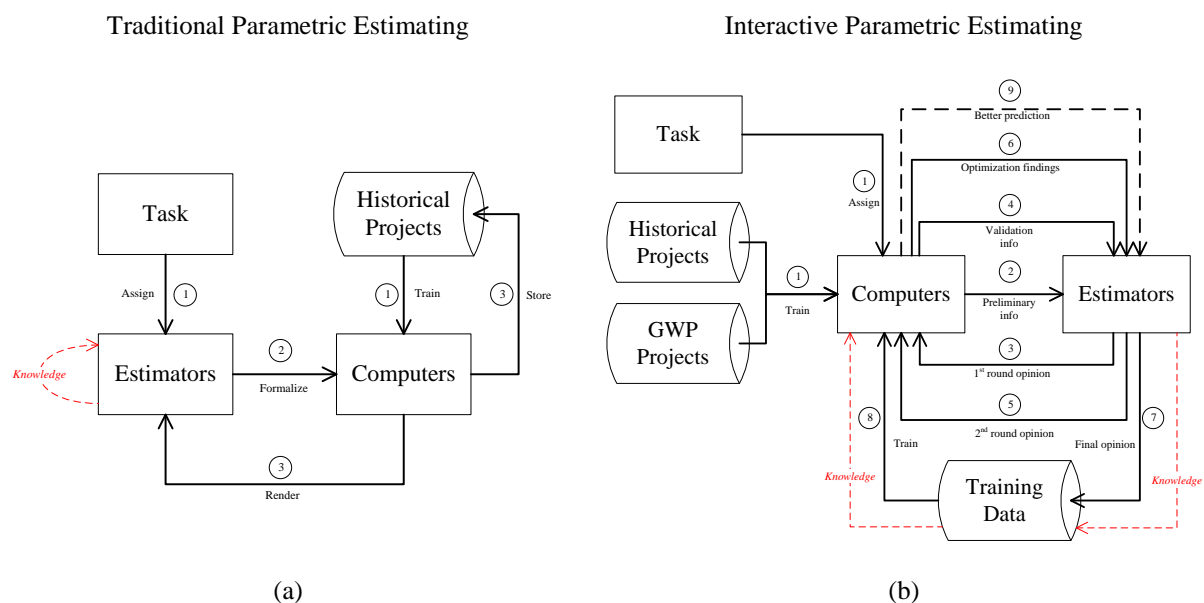 Traditional Parametric Estimating
Task
Historical
Projects
Assign
1
1
Train
3
Store
Knowledge
Estimators
2
Formalize
Computers
3
Render
(a)
Interactive Parametric Estimating
9
Better prediction
Task
6
Optimization findings
1
Assign
4
Validation
info
Historical
Projects
1
Train
GWP
Projects
Computers
2
Preliminary
info
Estimators
3
1st round opinion
5
2nd round opinion
8
Train
7
Final opinion
Knowledge
Knowledge
Training
Data
(b)